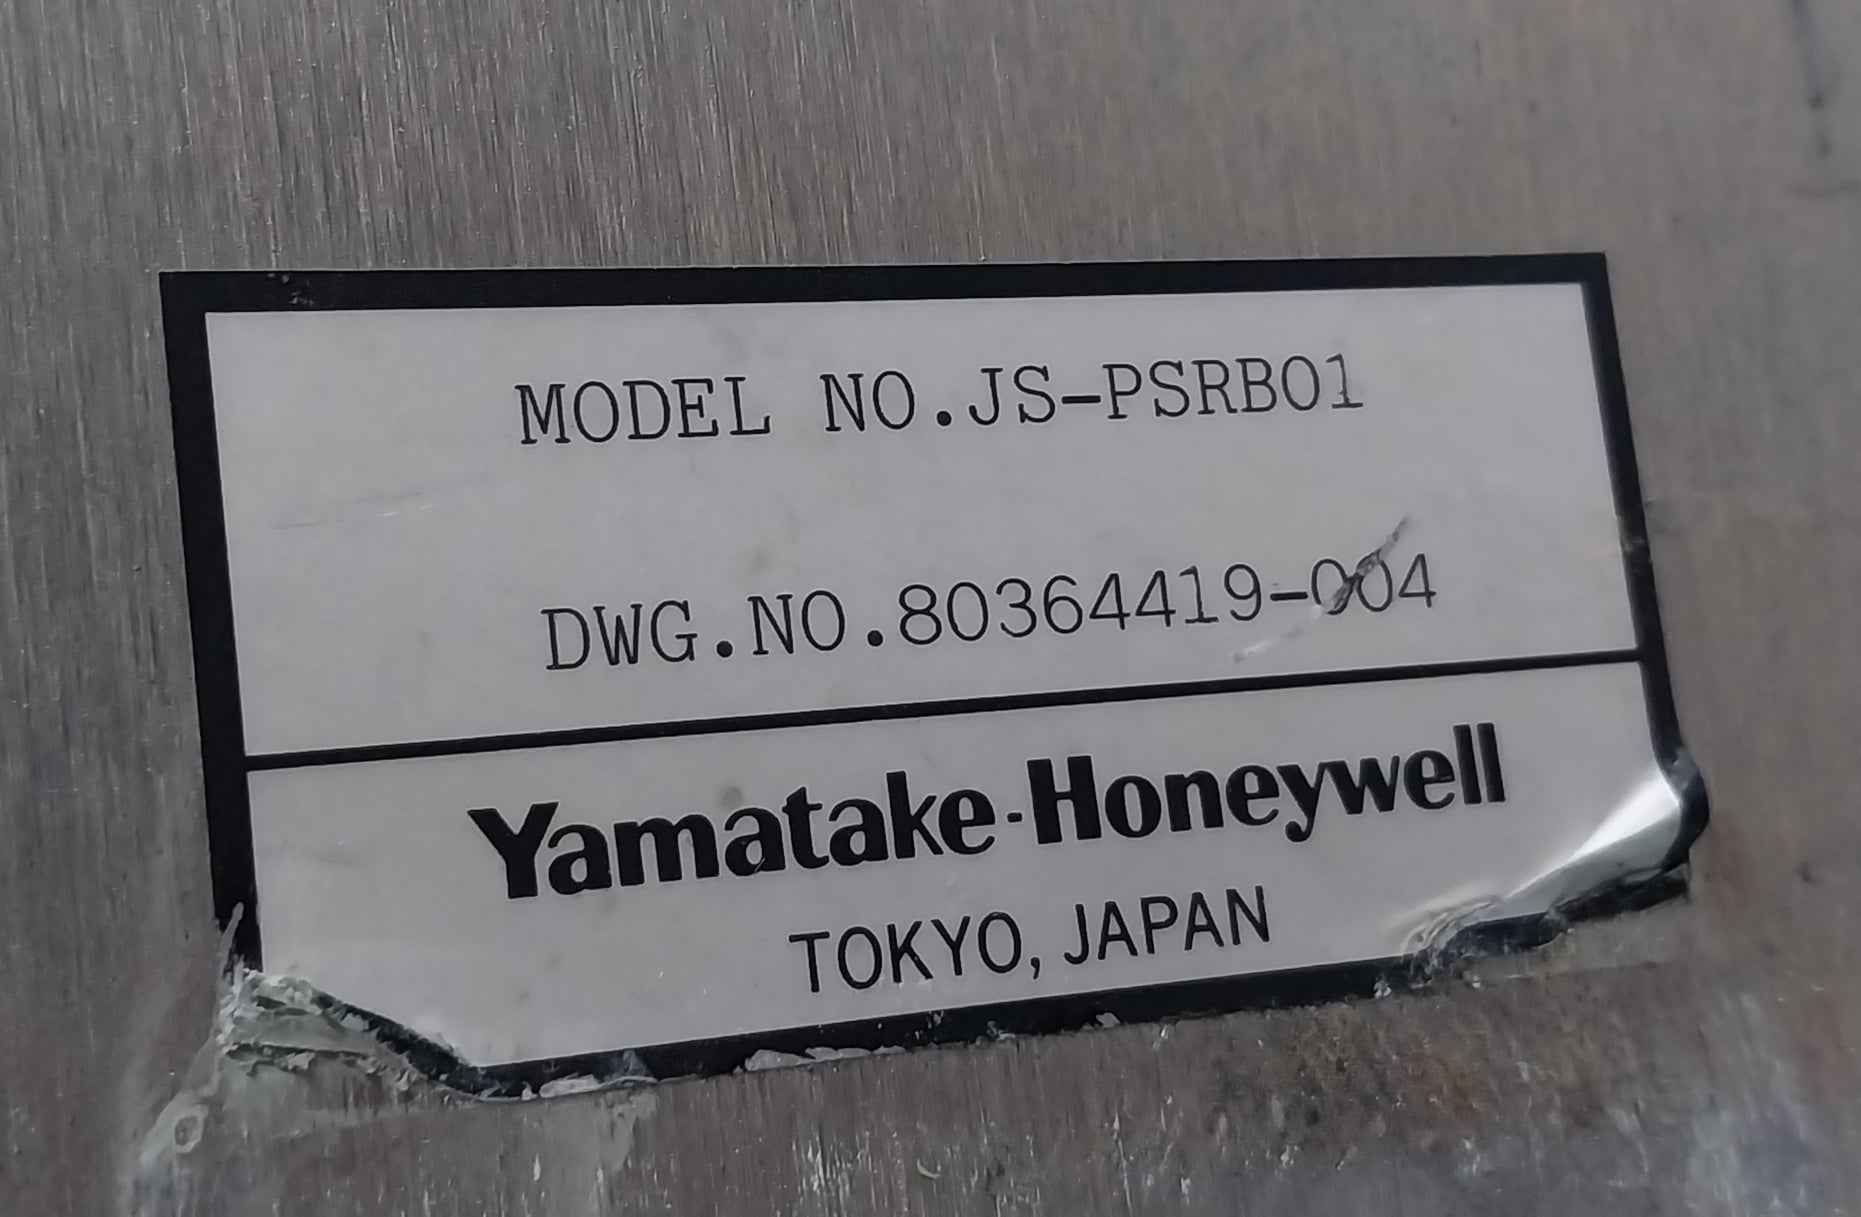 MODEL NO.JS-PSRB01
DWG.NO.80364419-004
Yamatake-Honeywell
TOKYO, JAPAN